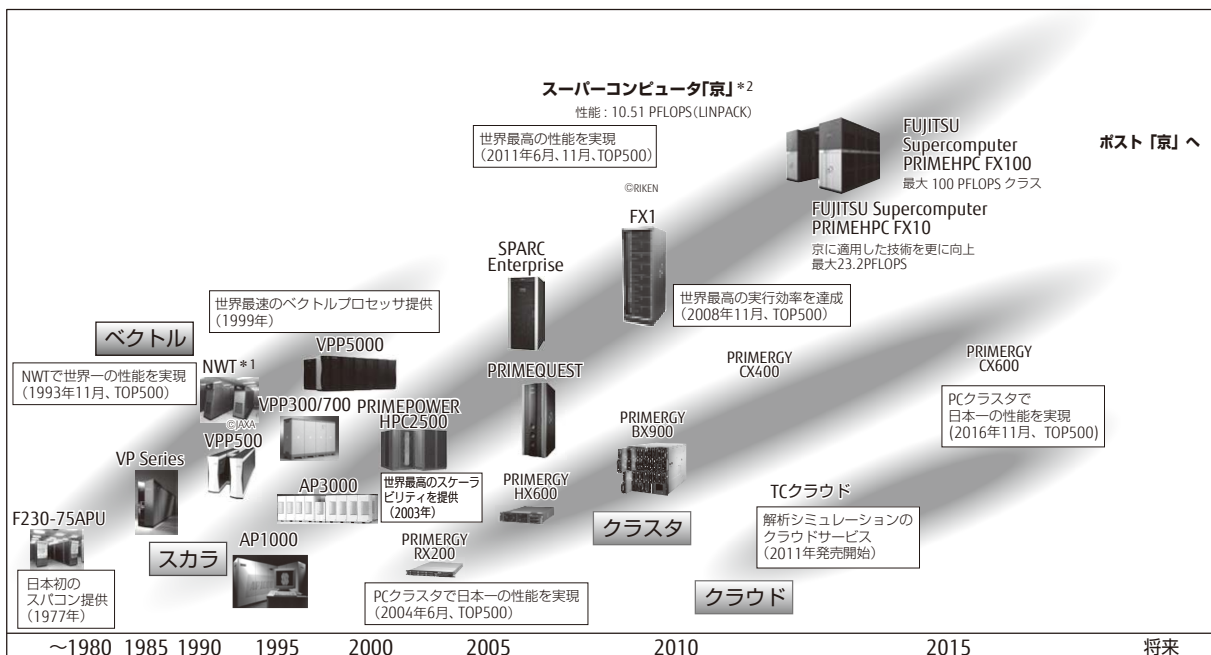 スーパーコンピュータ「京」*2
性能：10.51 PFLOPS（LINPACK）
世界最高の性能を実現
（2011年6月、11月、TOP500）
©RIKEN
FUJITSU
Supercomputer
PRIMEHPC FX100
最大 100 PFLOPS クラス
ポスト「京」へ
FUJITSU Supercomputer
PRIMEHPC FX10
京に適用した技術を更に向上
最大23.2PFLOPS
FX1
世界最高の実行効率を達成
（2008年11月、TOP500）
SPARC
Enterprise
世界最速のベクトルプロセッサ提供
（1999年）
ベクトル
NWTで世界一の性能を実現
（1993年11月、TOP500）
NWT*1
©JAXA
VPP5000
VPP300/700
PRIMEPOWER
HPC2500
世界最高のスケーラ
ビリティを提供
（2003年）
PRIMEQUEST
PRIMERGY
CX400
PRIMERGY
CX600
PCクラスタで
日本一の性能を実現
（2016年11月、TOP500）
VPP500
VP Series
AP3000
PRIMERGY
HX600
PRIMERGY
BX900
F230-75APU
日本初の
スパコン提供
（1977年）
スカラ
AP1000
PRIMERGY
RX200
PCクラスタで日本一の性能を実現
（2004年6月、TOP500）
クラスタ
TCクラウド
解析シミュレーションの
クラウドサービス
（2011年発売開始）
クラウド
〜1980 1985 1990 1995 2000 2005 2010 2015 将来